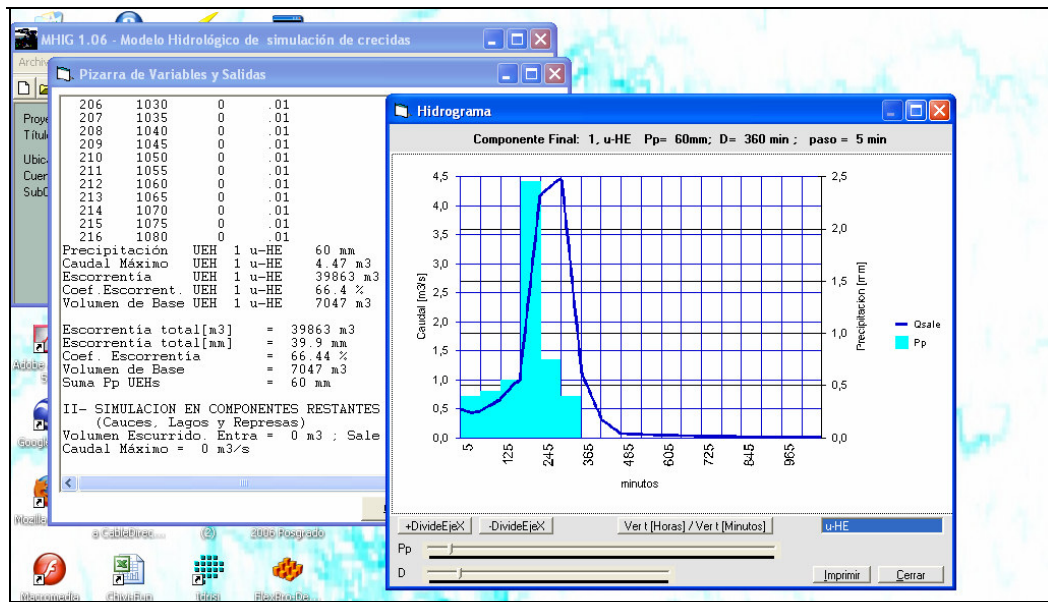 MHIG 1.06 - Modelo Hidrológico de simulación de crecidas
Pizarra de Variables y Salidas
206 1030 0 .01
207 1035 0 .01
208 1040 0 .01
209 1045 0 .01
210 1050 0 .01
211 1055 0 .01
212 1060 0 .01
213 1065 0 .01
214 1070 0 .01
215 1075 0 .01
216 1080 0 .01
Precipitación UEH 1 u-HE 60 mm
Caudal Máximo UEH 1 u-HE 4.47 m3
Escorrentía UEH 1 u-HE 39863 m3
Coef.Escorrent. UEH 1 u-HE 66.4 %
Volumen de Base UEH 1 u-HE 7047 m3
Escorrentía total[m3] = 39863 m3
Escorrentía total[mm] = 39.9 mm
Coef. Escorrentía = 66.44 %
Volumen de Base = 7047 m3
Suma Pp UEHs = 60 mm
II- SIMULACION EN COMPONENTES RESTANTES
(Cauces, Lagos y Represas)
Volumen Escurrido. Entra = 0 m3 ; Sale
Caudal Máximo = 0 m3/s
Hidrograma
Componente Final: 1, u-HE Pp= 60mm; D= 360 min ; paso = 5 min
Caudal [m3/s]
4,5
4,0
3,5
3,0
2,5
2,0
1,5
1,0
0,5
0,0
2,5
2,0
1,5
1,0
0,5
0,0
Precipitacion [mm]
Qsale
Pp
5 125 245 365 485 605 725 845 965
minutos
+DivideEjeX -DivideEjeX Ver t [Horas] / Ver t [Minutos] u-HE
Pp
D
Imprimir Cerrar
Adobe
(2) 2006 Posgrado
Macromedia Idrisi